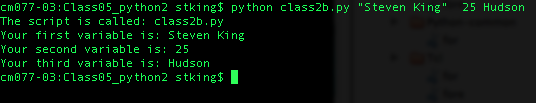 cm077-03:Class05_python2 stking$ python class2b.py "Steven King"  25 Hudson
The script is called: class2b.py
Your first variable is: Steven King
Your second variable is: 25
Your third variable is: Hudson
cm077-03:Class05_python2 stking$